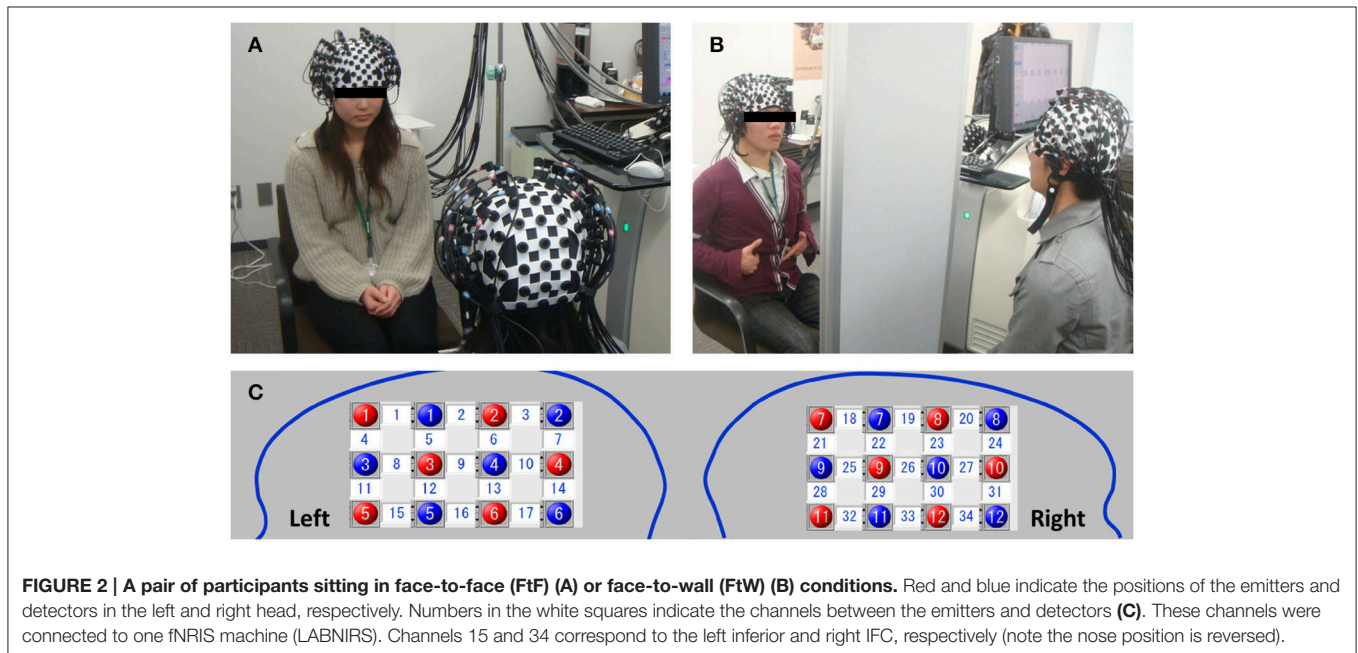 A
B
C
1 1 1 2 2 3 2
4 5 6 7
3 8 3 9 4 10 4
11 12 13 14
5 15 5 16 6 17 6
Left
7 18 7 19 8 20 8
21 22 23 24
9 25 9 26 10 27 10
28 29 30 31
11 32 11 33 12 34 12
Right
FIGURE 2 | A pair of participants sitting in face-to-face (FtF) (A) or face-to-wall (FtW) (B) conditions. Red and blue indicate the positions of the emitters and
detectors in the left and right head, respectively. Numbers in the white squares indicate the channels between the emitters and detectors (C). These channels were
connected to one fNRIS machine (LABNIRS). Channels 15 and 34 correspond to the left inferior and right IFC, respectively (note the nose position is reversed).